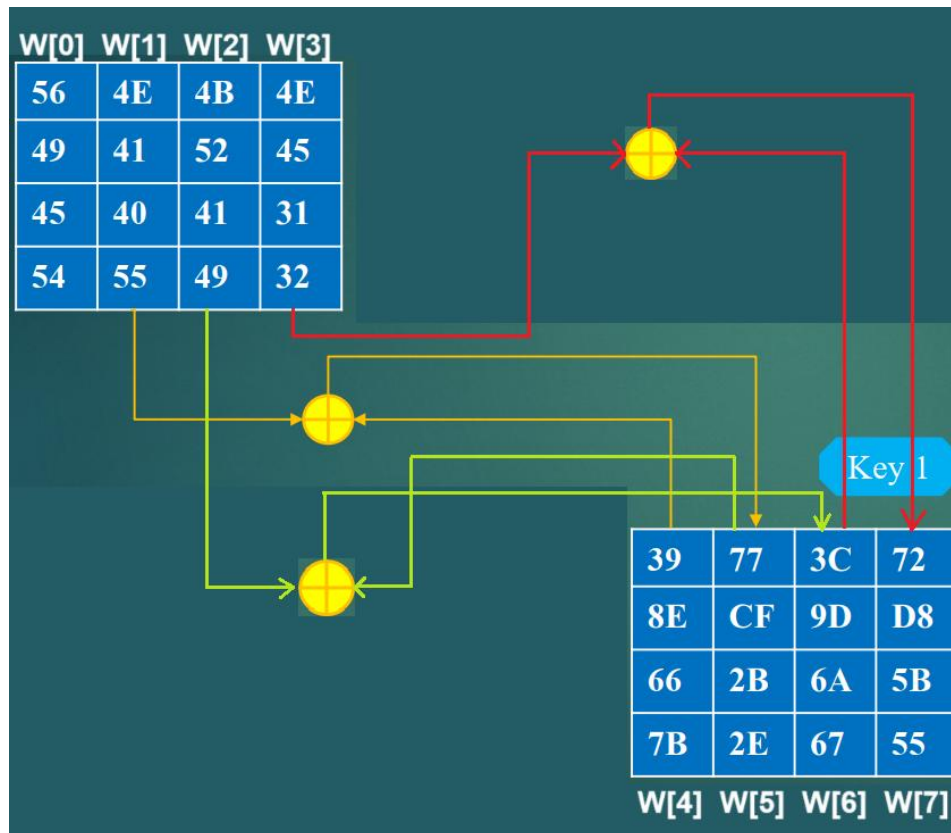 W[0] W[1] W[2] W[3]
56 4E 4B 4E
49 41 52 45
45 40 41 31
54 55 49 32
Key 1
39 77 3C 72
8E CF 9D D8
66 2B 6A 5B
7B 2E 67 55
W[4] W[5] W[6] W[7]